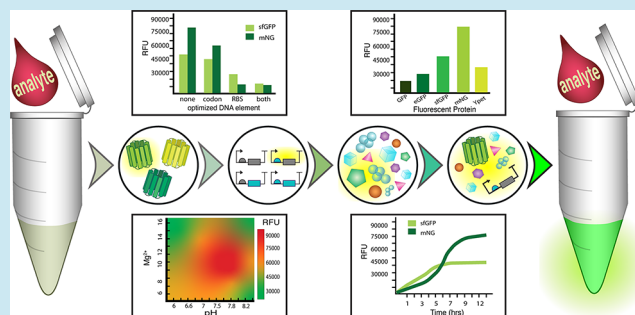 analyte
RFU
90000
75000
60000
45000
30000
sfGFP
mNG
none codon RBS both
optimized DNA element
RFU
90000
75000
60000
45000
30000
GFP eGFP sfGFP mNG Ypet
Fluorescent Protein
analyte
Mg²⁺
16
14
12
10
8
6
6 6.6 7 7.4 7.8 8.2
pH
RFU
90000
75000
60000
45000
30000
RFU
90000
75000
60000
45000
30000
sfGFP
mNG
1 3 5 7 9 12
Time (hrs)